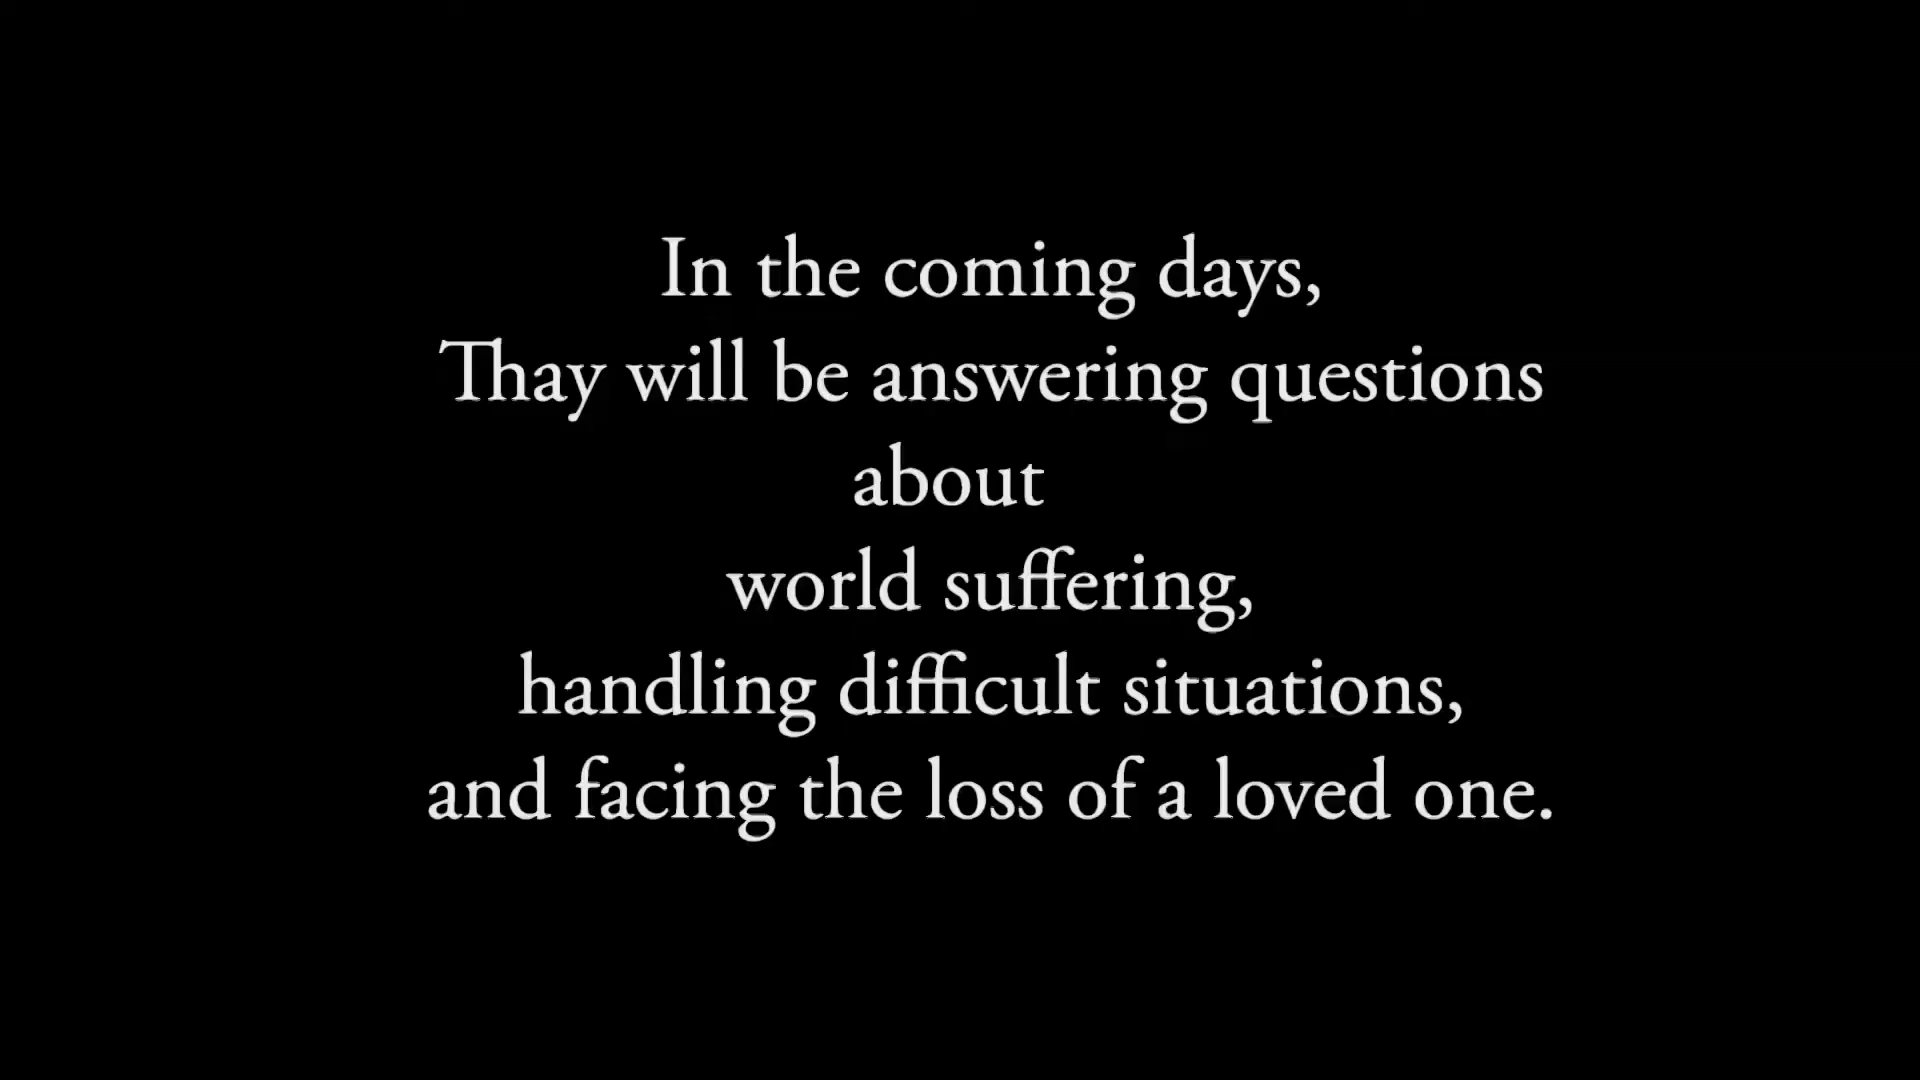 In the coming days,
Thay will be answering questions
about
world suffering,
handling difficult situations,
and facing the loss of a loved one.